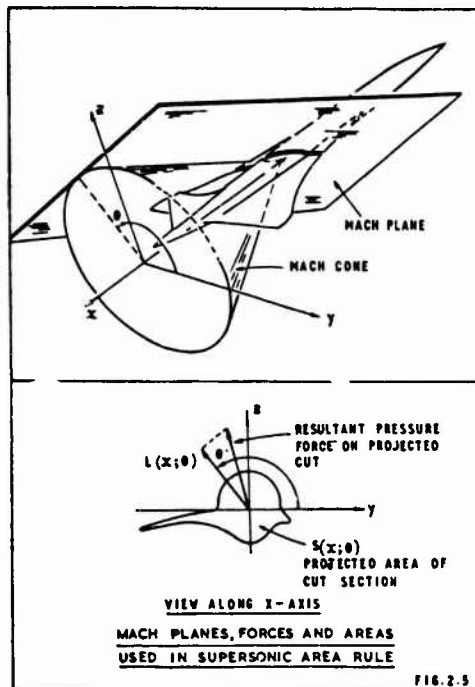 z
θ
MACH PLANE
MACH CONE
x
y
z
RESULTANT PRESSURE
FORCE ON PROJECTED
CUT
L(x;θ)
θ
y
S(x;θ)
PROJECTED AREA OF
CUT SECTION
VIEW ALONG X-AXIS
MACH PLANES, FORCES AND AREAS
USED IN SUPERSONIC AREA RULE
FIG.2.5